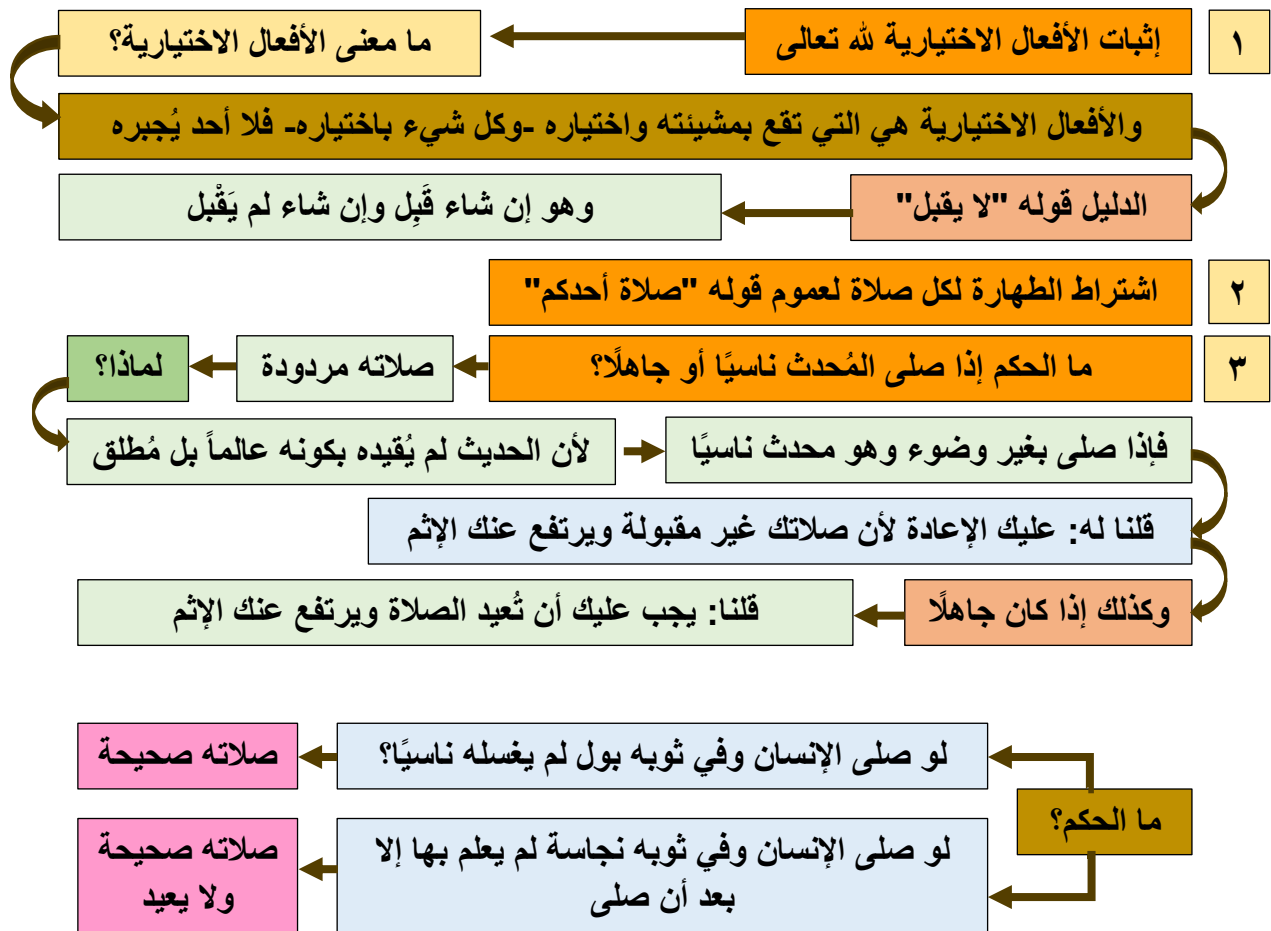 ١
إثبات الأفعال الاختيارية لله تعالى
ما معنى الأفعال الاختيارية؟
والأفعال الاختيارية هي التي تقع بمشيئته واختياره -وكل شيء باختياره- فلا أحد يُجبره
الدليل قوله "لا يقبل"
وهو إن شاء قَبِل وإن شاء لم يَقْبل
٢
اشتراط الطهارة لكل صلاة لعموم قوله "صلاة أحدكم"
٣
ما الحكم إذا صلى المُحدث ناسيًا أو جاهلًا؟
صلاته مردودة
لماذا؟
لأن الحديث لم يُقيده بكونه عالماً بل مُطلق
فإذا صلى بغير وضوء وهو محدث ناسيًا
قلنا له: عليك الإعادة لأن صلاتك غير مقبولة ويرتفع عنك الإثم
وكذلك إذا كان جاهلًا
قلنا: يجب عليك أن تُعيد الصلاة ويرتفع عنك الإثم
ما الحكم؟
لو صلى الإنسان وفي ثوبه بول لم يغسله ناسيًا؟
صلاته صحيحة
لو صلى الإنسان وفي ثوبه نجاسة لم يعلم بها إلا
بعد أن صلى
صلاته صحيحة
ولا يعيد